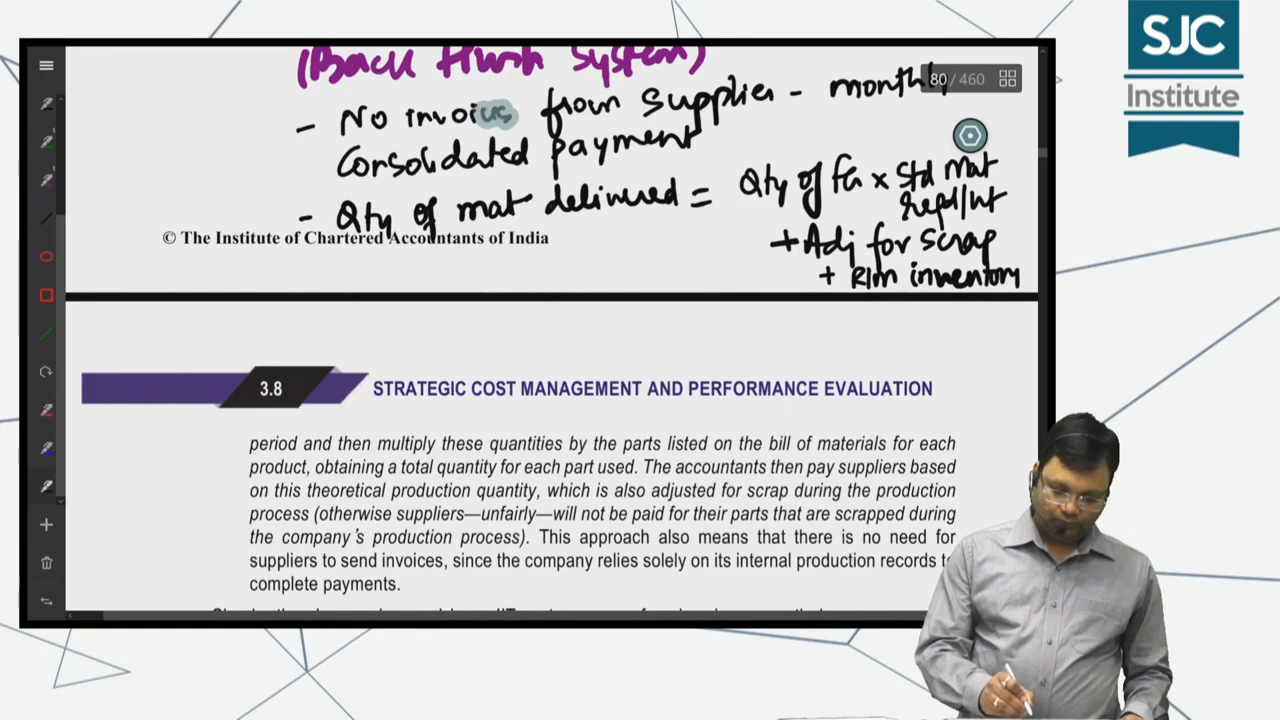 SJC
Institute
(Back flush system)
80 / 460
- No invoices from supplier - monthly
Consolidated payment
- Qty of mat delivered = Qty of FG x Std mat
reqd/ut
+ Adj for scrap
+ R/m inventory
© The Institute of Chartered Accountants of India
3.8 STRATEGIC COST MANAGEMENT AND PERFORMANCE EVALUATION
period and then multiply these quantities by the parts listed on the bill of materials for each
product, obtaining a total quantity for each part used. The accountants then pay suppliers based
on this theoretical production quantity, which is also adjusted for scrap during the production
process (otherwise suppliers—unfairly—will not be paid for their parts that are scrapped during
the company's production process). This approach also means that there is no need for
suppliers to send invoices, since the company relies solely on its internal production records
complete payments.